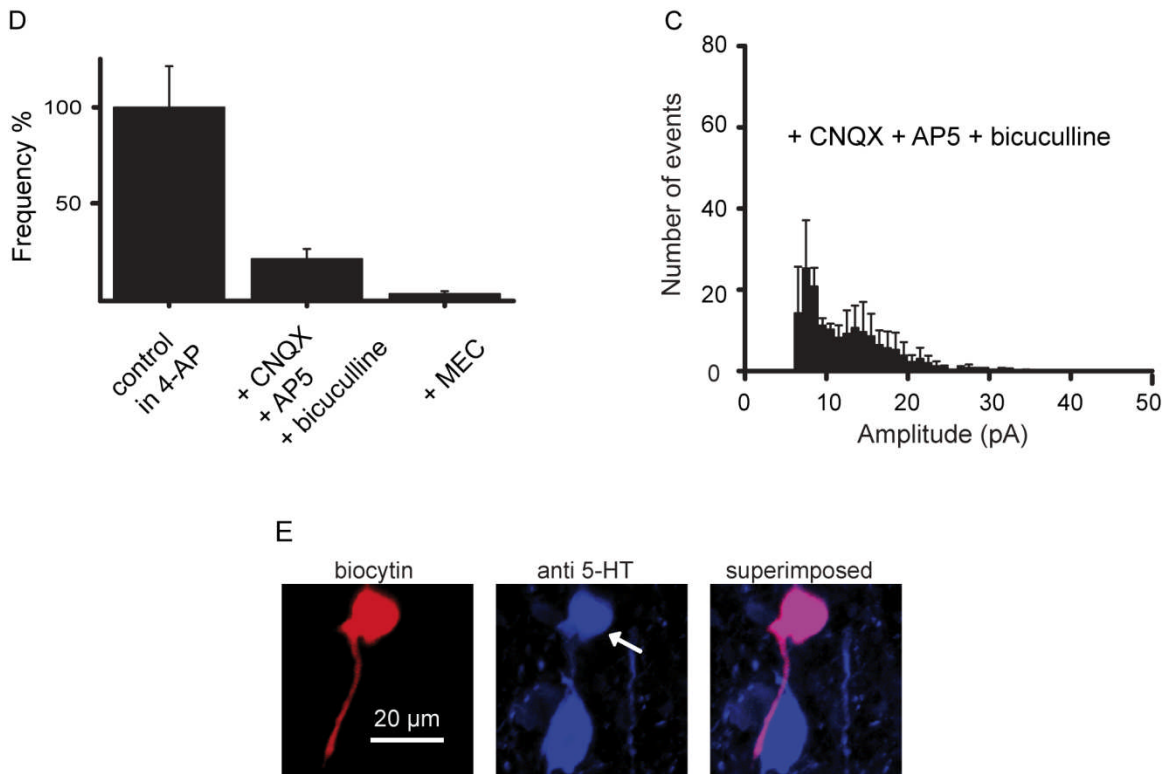 D
Frequency %
100
50
control
in 4-AP
+ CNQX
+ AP5
+ bicuculline
+ MEC
C
Number of events
80
60
40
20
0
+ CNQX + AP5 + bicuculline
0 10 20 30 40 50
Amplitude (pA)
E
biocytin anti 5-HT superimposed
20 µm